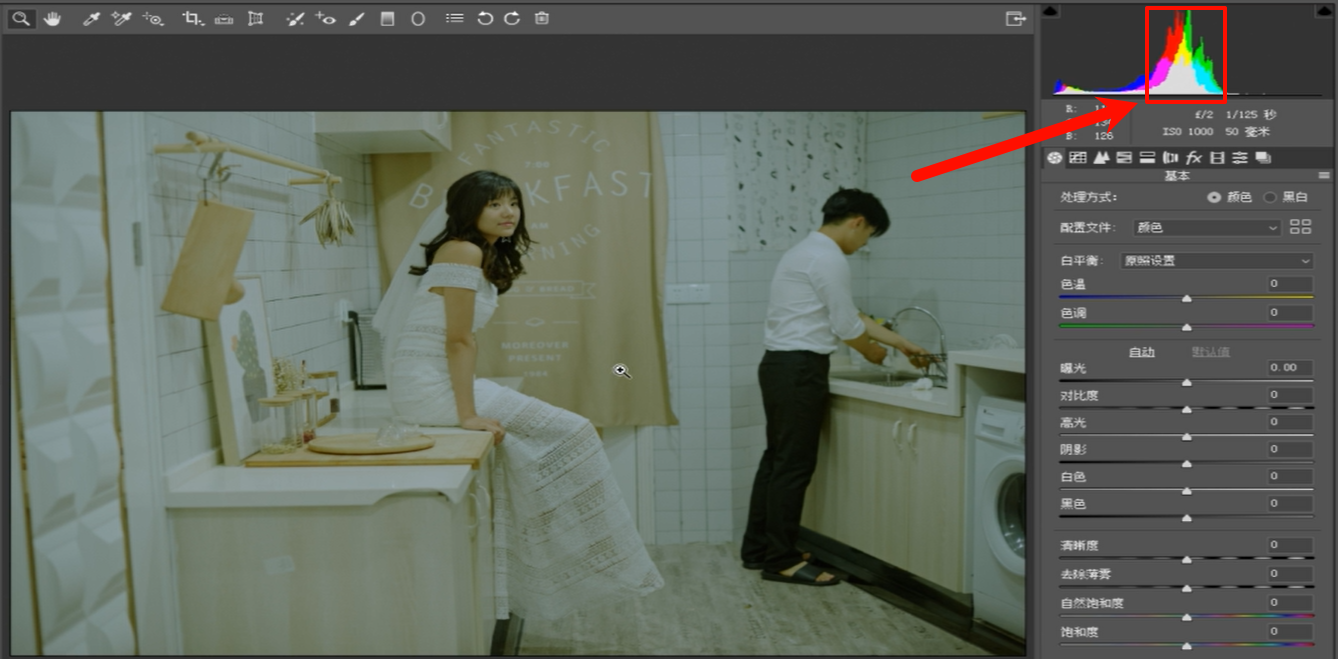 R:
B: 126
f/2 1/125 秒
ISO 1000 50 毫米
基本
处理方式: 颜色 黑白
配置文件: 颜色
白平衡: 原照设置
色温 0
色调 0
自动 默认值
曝光 0.00
对比度 0
高光 0
阴影 0
白色 0
黑色 0
清晰度 0
去除薄雾 0
自然饱和度 0
饱和度 0
FANTASTIC
7:00
FAST
MOREOVER
PRESENT